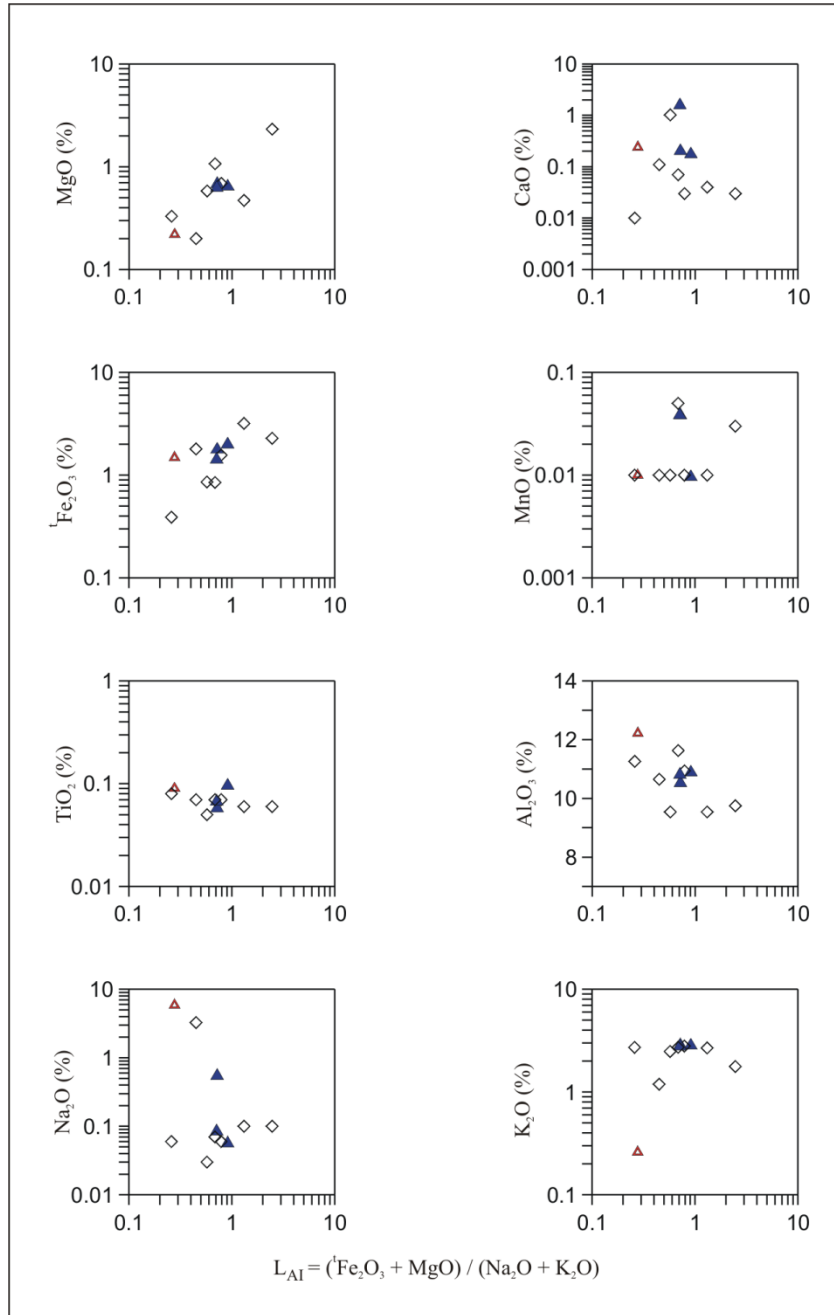 10
1
0.1
MgO (%)
0.1 1 10
10
1
0.1
0.01
0.001
CaO (%)
0.1 1 10
10
1
0.1
ᵗFe₂O₃ (%)
0.1 1 10
0.1
0.01
0.001
MnO (%)
0.1 1 10
1
0.1
0.01
TiO₂ (%)
0.1 1 10
14
12
10
8
Al₂O₃ (%)
0.1 1 10
10
1
0.1
0.01
Na₂O (%)
0.1 1 10
10
1
0.1
K₂O (%)
0.1 1 10
L_AI = (ᵗFe₂O₃ + MgO) / (Na₂O + K₂O)